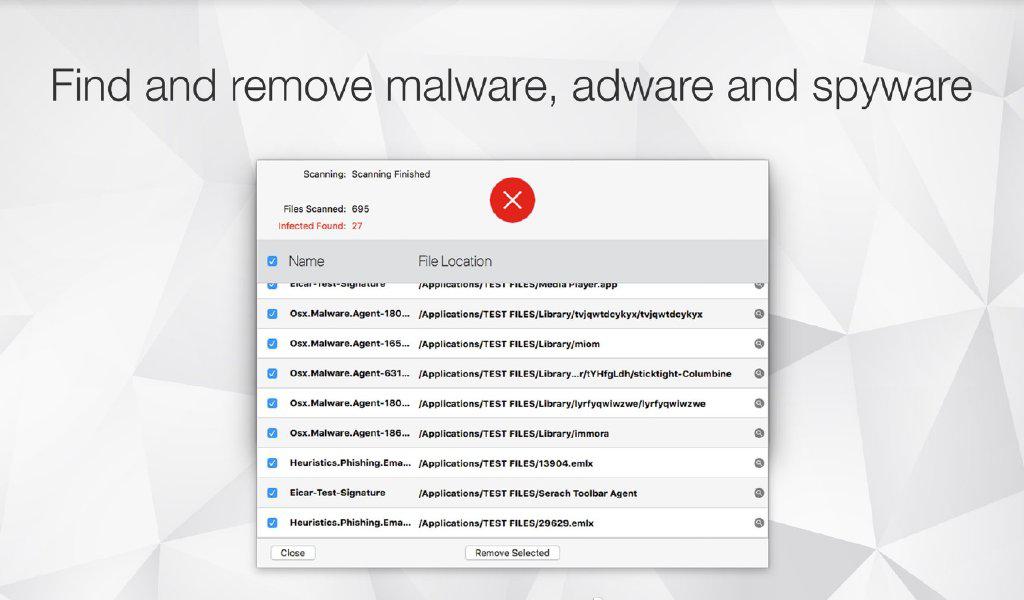 Find and remove malware, adware and spyware
Scanning: Scanning Finished
Files Scanned: 695
Infected Found: 27
Name File Location
Eicar-Test-Signature /Applications/TEST FILES/Media Player.app
Osx.Malware.Agent-180... /Applications/TEST FILES/Library/tvjqwtdcykyx/tvjqwtdcykyx
Osx.Malware.Agent-165... /Applications/TEST FILES/Library/miom
Osx.Malware.Agent-631... /Applications/TEST FILES/Library...r/tYHfgLdh/sticktight-Columbine
Osx.Malware.Agent-180... /Applications/TEST FILES/Library/lyrfyqwiwzwe/lyrfyqwiwzwe
Osx.Malware.Agent-186... /Applications/TEST FILES/Library/immora
Heuristics.Phishing.Ema... /Applications/TEST FILES/13904.emlx
Eicar-Test-Signature /Applications/TEST FILES/Serach Toolbar Agent
Heuristics.Phishing.Ema... /Applications/TEST FILES/29629.emlx
Close Remove Selected